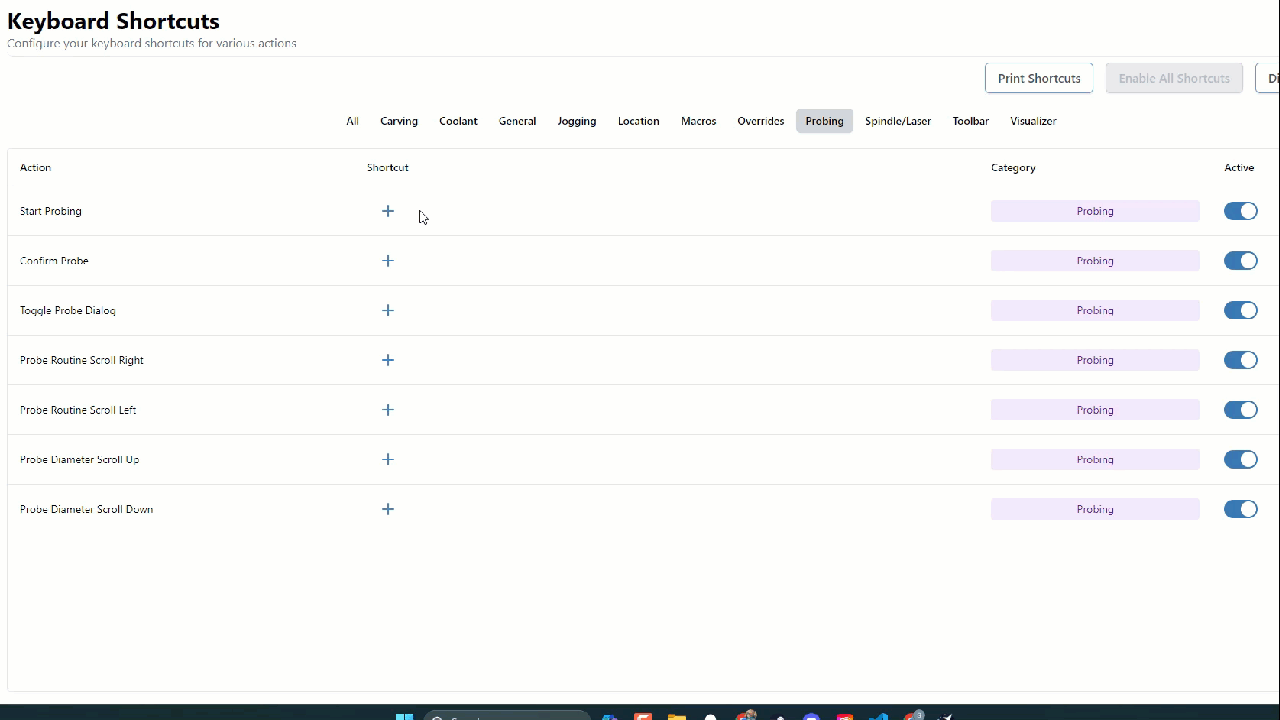 Keyboard Shortcuts
Configure your keyboard shortcuts for various actions
Print Shortcuts Enable All Shortcuts Di
All Carving Coolant General Jogging Location Macros Overrides Probing Spindle/Laser Toolbar Visualizer
Action Shortcut Category Active
Start Probing Probing
Confirm Probe Probing
Toggle Probe Dialog Probing
Probe Routine Scroll Right Probing
Probe Routine Scroll Left Probing
Probe Diameter Scroll Up Probing
Probe Diameter Scroll Down Probing